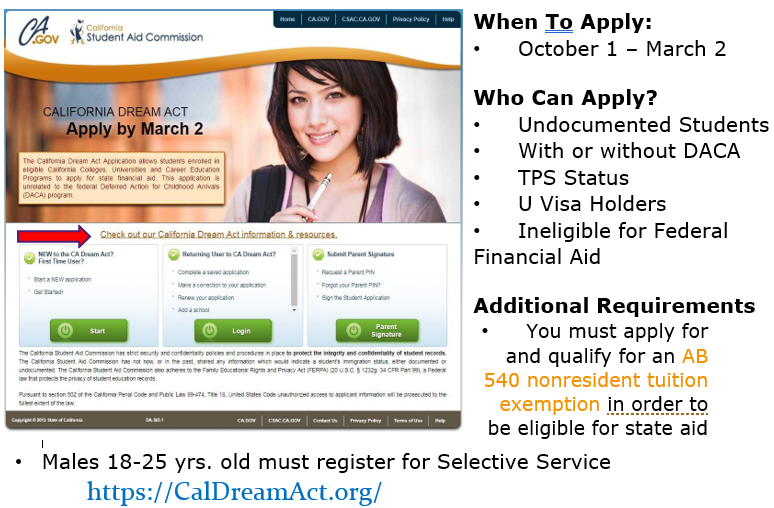 CA
.GOV
California
Student Aid Commission
Home CA.GOV CSAC.CA.GOV Privacy Policy Help
CALIFORNIA DREAM ACT
Apply by March 2
The California Dream Act Application allows students enrolled in
eligible California Colleges, Universities and Career Education
Programs to apply for state financial aid. This application is
unrelated to the federal Deferred Action for Childhood Arrivals
(DACA) program.
Check out our California Dream Act information & resources.
NEW to the CA Dream Act?
First Time User?
Start a NEW application
Get Started!
Start
Returning User to CA Dream Act?
Complete a saved application
Make a correction to your application
Renew your application
Add a school
Login
Submit Parent Signature
Request a Parent PIN
Forgot your Parent PIN?
Sign the Student Application
Parent
Signature
The California Student Aid Commission has strict security and confidentiality policies and procedures in place to protect the integrity and confidentiality of student records.
The California Student Aid Commission has not now, or in the past, shared any information which would indicate a student's immigration status, either documented or
undocumented. The California Student Aid Commission also adheres to the Family Educational Rights and Privacy Act (FERPA) (20 U.S.C. § 1232g; 34 CFR Part 99), a Federal
law that protects the privacy of student education records.
Pursuant to section 502 of the California Penal Code and Public Law 99-474, Title 18, United States Code unauthorized access to applicant information will be prosecuted to the
fullest extent of the law.
Copyright © 2013 State of California
CA.GOV CSAC.CA.GOV Contact Us Privacy Policy Terms of Use Help
When To Apply:
• October 1 – March 2
Who Can Apply?
• Undocumented Students
• With or without DACA
• TPS Status
• U Visa Holders
• Ineligible for Federal
Financial Aid
Additional Requirements
• You must apply for
and qualify for an AB
540 nonresident tuition
exemption in order to
be eligible for state aid
• Males 18-25 yrs. old must register for Selective Service
https://CalDreamAct.org/